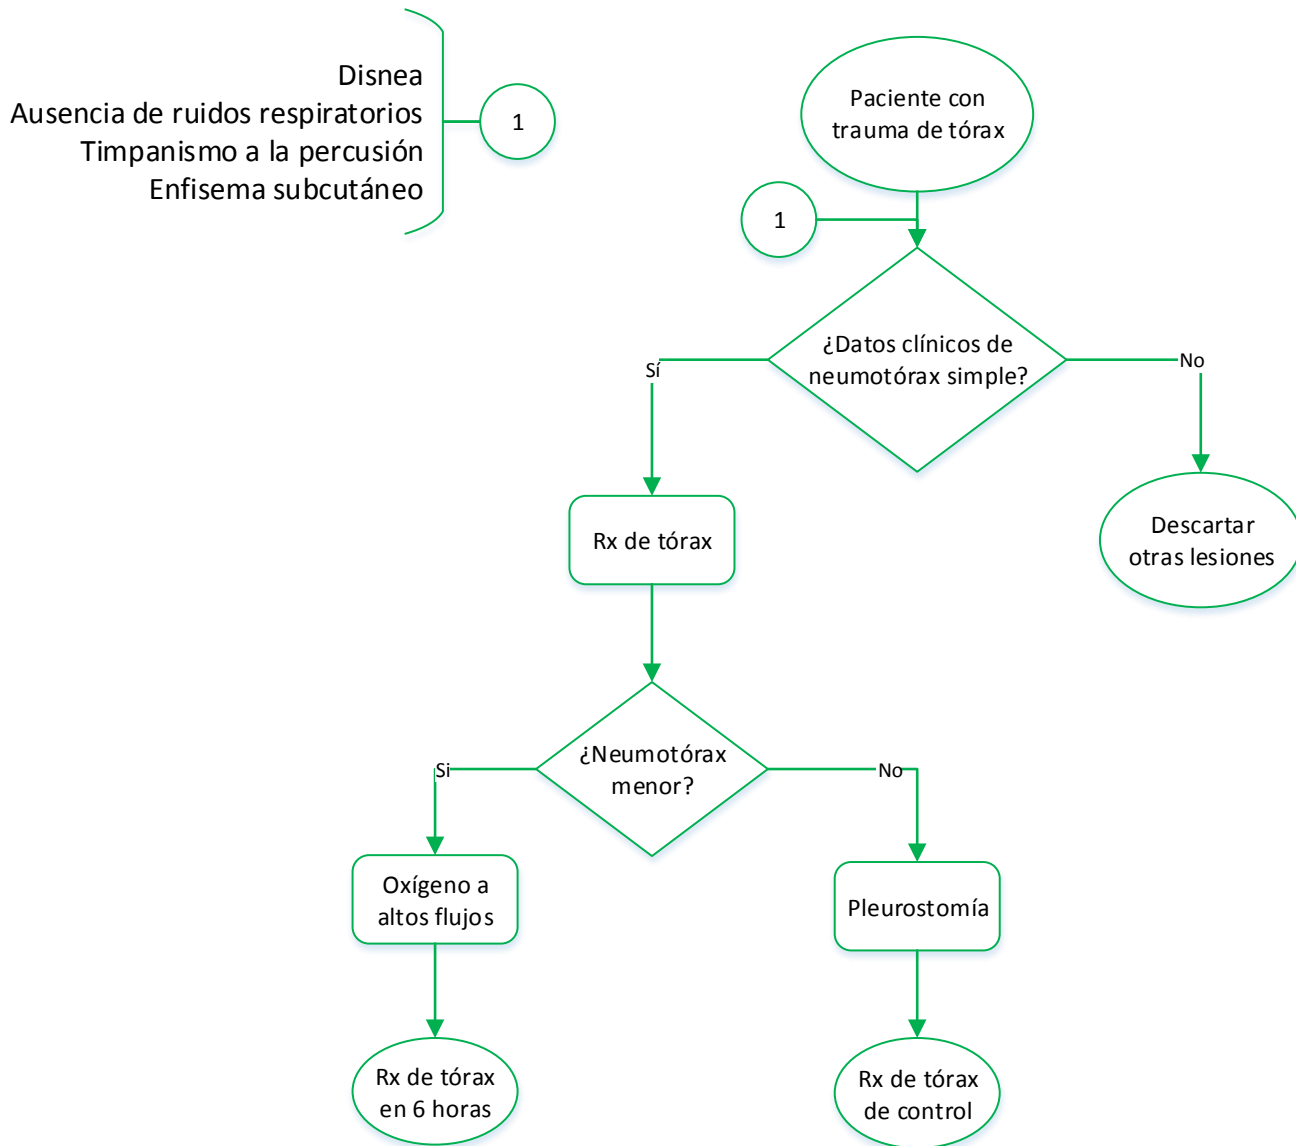 Disnea
Ausencia de ruidos respiratorios
Timpanismo a la percusión
Enfisema subcutáneo
1
Paciente con
trauma de tórax
1
¿Datos clínicos de
neumotórax simple?
Sí
No
Rx de tórax
Descartar
otras lesiones
¿Neumotórax
menor?
Si
No
Oxígeno a
altos flujos
Pleurostomía
Rx de tórax
en 6 horas
Rx de tórax
de control